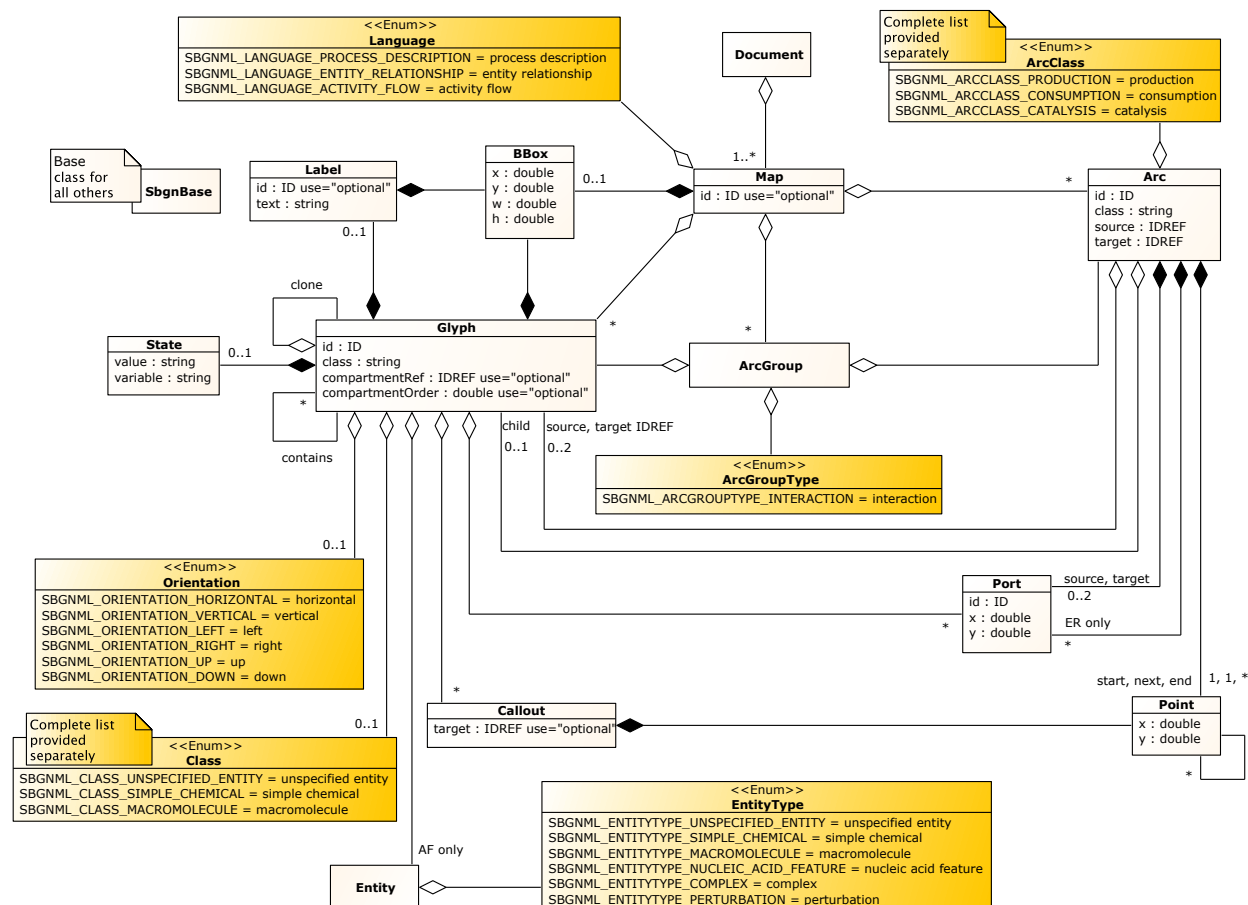 <<Enum>>
Language
SBGNML_LANGUAGE_PROCESS_DESCRIPTION = process description
SBGNML_LANGUAGE_ENTITY_RELATIONSHIP = entity relationship
SBGNML_LANGUAGE_ACTIVITY_FLOW = activity flow
Document
Complete list
provided
separately
<<Enum>>
ArcClass
SBGNML_ARCCLASS_PRODUCTION = production
SBGNML_ARCCLASS_CONSUMPTION = consumption
SBGNML_ARCCLASS_CATALYSIS = catalysis
Base
class for
all others
SbgnBase
Label
id : ID use="optional"
text : string
0..1
BBox
x : double
y : double
w : double
h : double
0..1
1..*
Map
id : ID use="optional"
*
Arc
id : ID
class : string
source : IDREF
target : IDREF
clone
State
value : string
variable : string
0..1
Glyph
id : ID
class : string
compartmentRef : IDREF use="optional"
compartmentOrder : double use="optional"
*
*
contains
*
ArcGroup
child
0..1
source, target IDREF
0..2
<<Enum>>
ArcGroupType
SBGNML_ARCGROUPTYPE_INTERACTION = interaction
0..1
<<Enum>>
Orientation
SBGNML_ORIENTATION_HORIZONTAL = horizontal
SBGNML_ORIENTATION_VERTICAL = vertical
SBGNML_ORIENTATION_LEFT = left
SBGNML_ORIENTATION_RIGHT = right
SBGNML_ORIENTATION_UP = up
SBGNML_ORIENTATION_DOWN = down
Port
id : ID
x : double
y : double
*
source, target
0..2
ER only
*
start, next, end
1, 1, *
*
Callout
target : IDREF use="optional"
Point
x : double
y : double
*
0..1
Complete list
provided
separately
<<Enum>>
Class
SBGNML_CLASS_UNSPECIFIED_ENTITY = unspecified entity
SBGNML_CLASS_SIMPLE_CHEMICAL = simple chemical
SBGNML_CLASS_MACROMOLECULE = macromolecule
AF only
Entity
<<Enum>>
EntityType
SBGNML_ENTITYTYPE_UNSPECIFIED_ENTITY = unspecified entity
SBGNML_ENTITYTYPE_SIMPLE_CHEMICAL = simple chemical
SBGNML_ENTITYTYPE_MACROMOLECULE = macromolecule
SBGNML_ENTITYTYPE_NUCLEIC_ACID_FEATURE = nucleic acid feature
SBGNML_ENTITYTYPE_COMPLEX = complex
SBGNML_ENTITYTYPE_PERTURBATION = perturbation